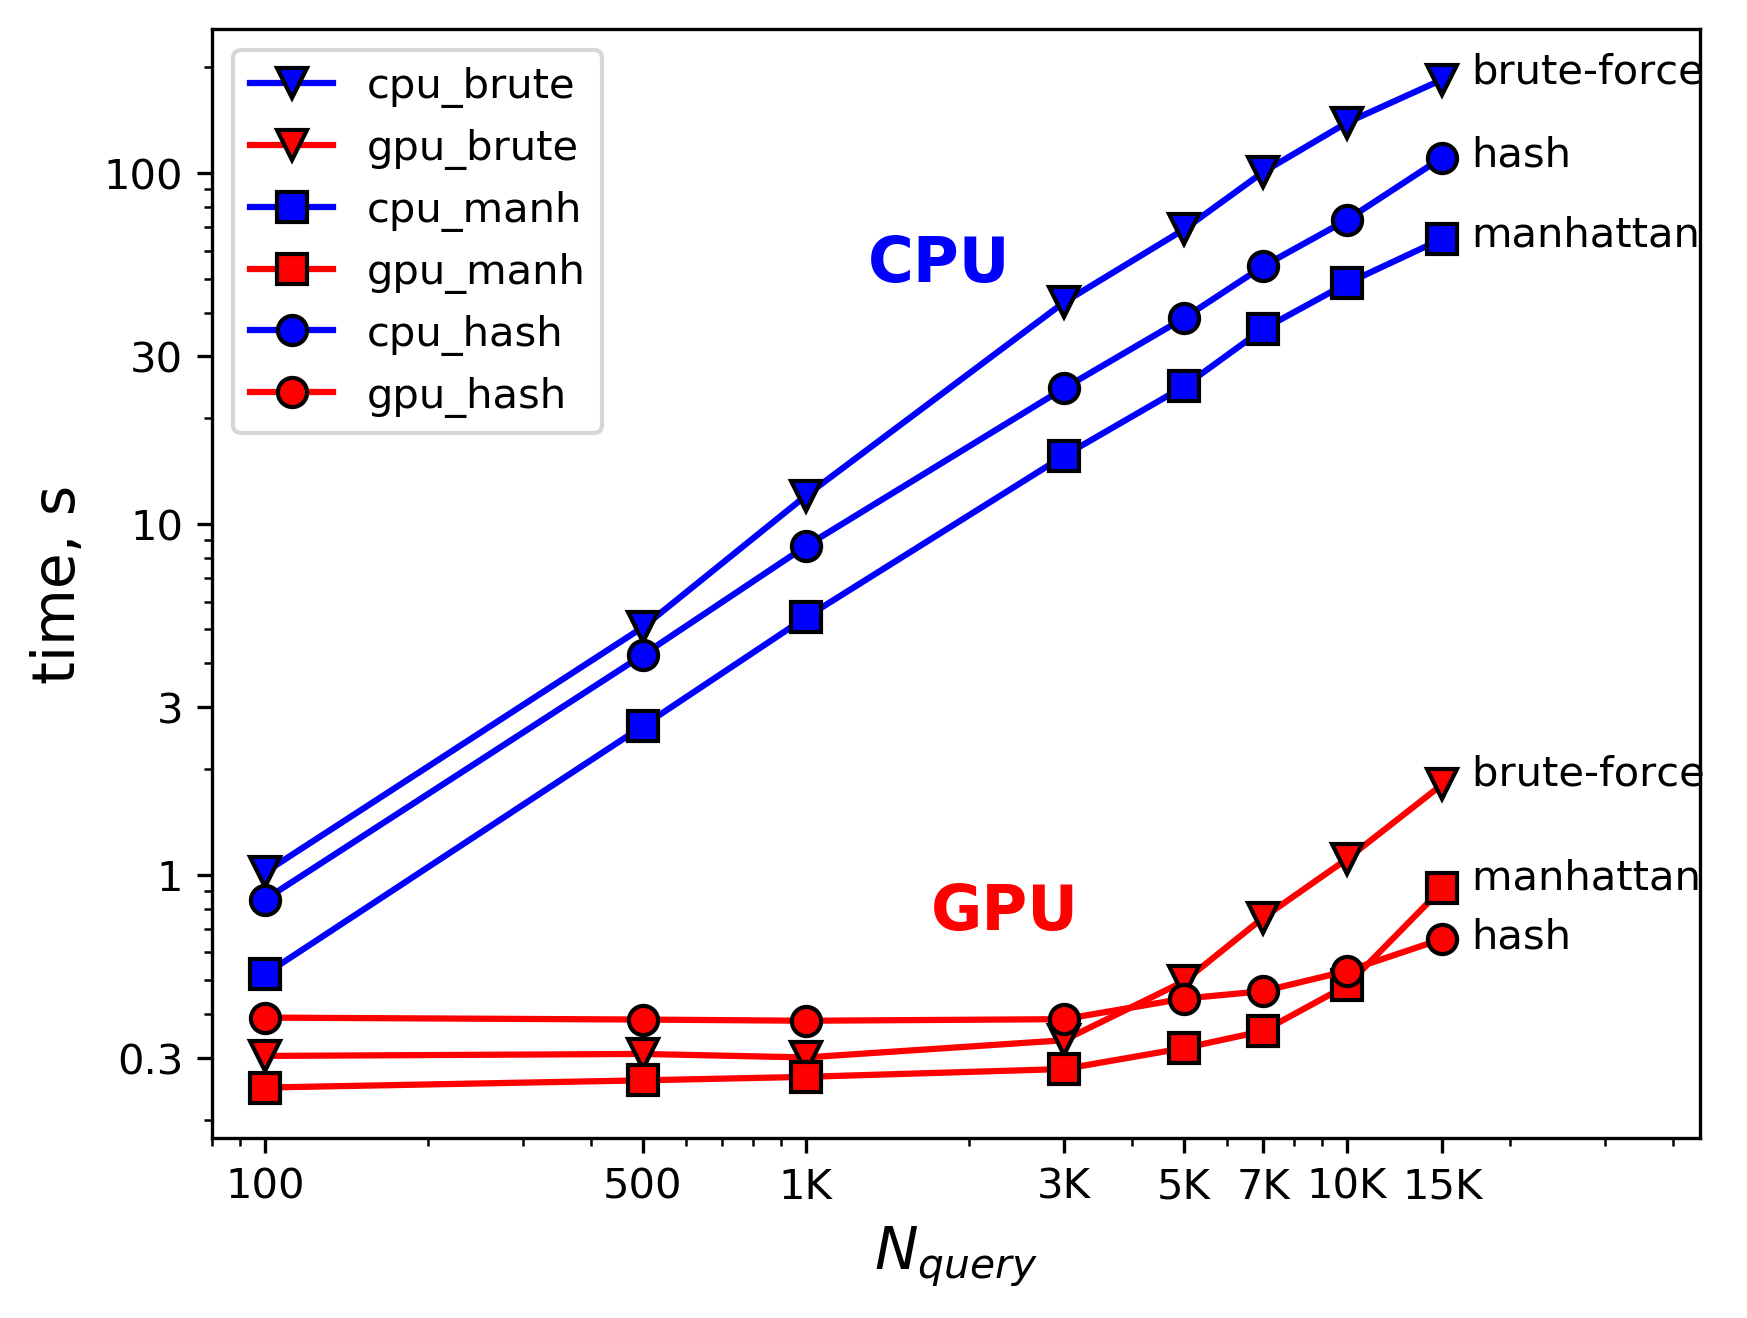 cpu_brute
gpu_brute
cpu_manh
gpu_manh
cpu_hash
gpu_hash
brute-force
hash
manhattan
CPU
brute-force
manhattan
hash
GPU
time, s
100
30
10
3
1
0.3
100 500 1K 3K 5K 7K 10K 15K
N_query